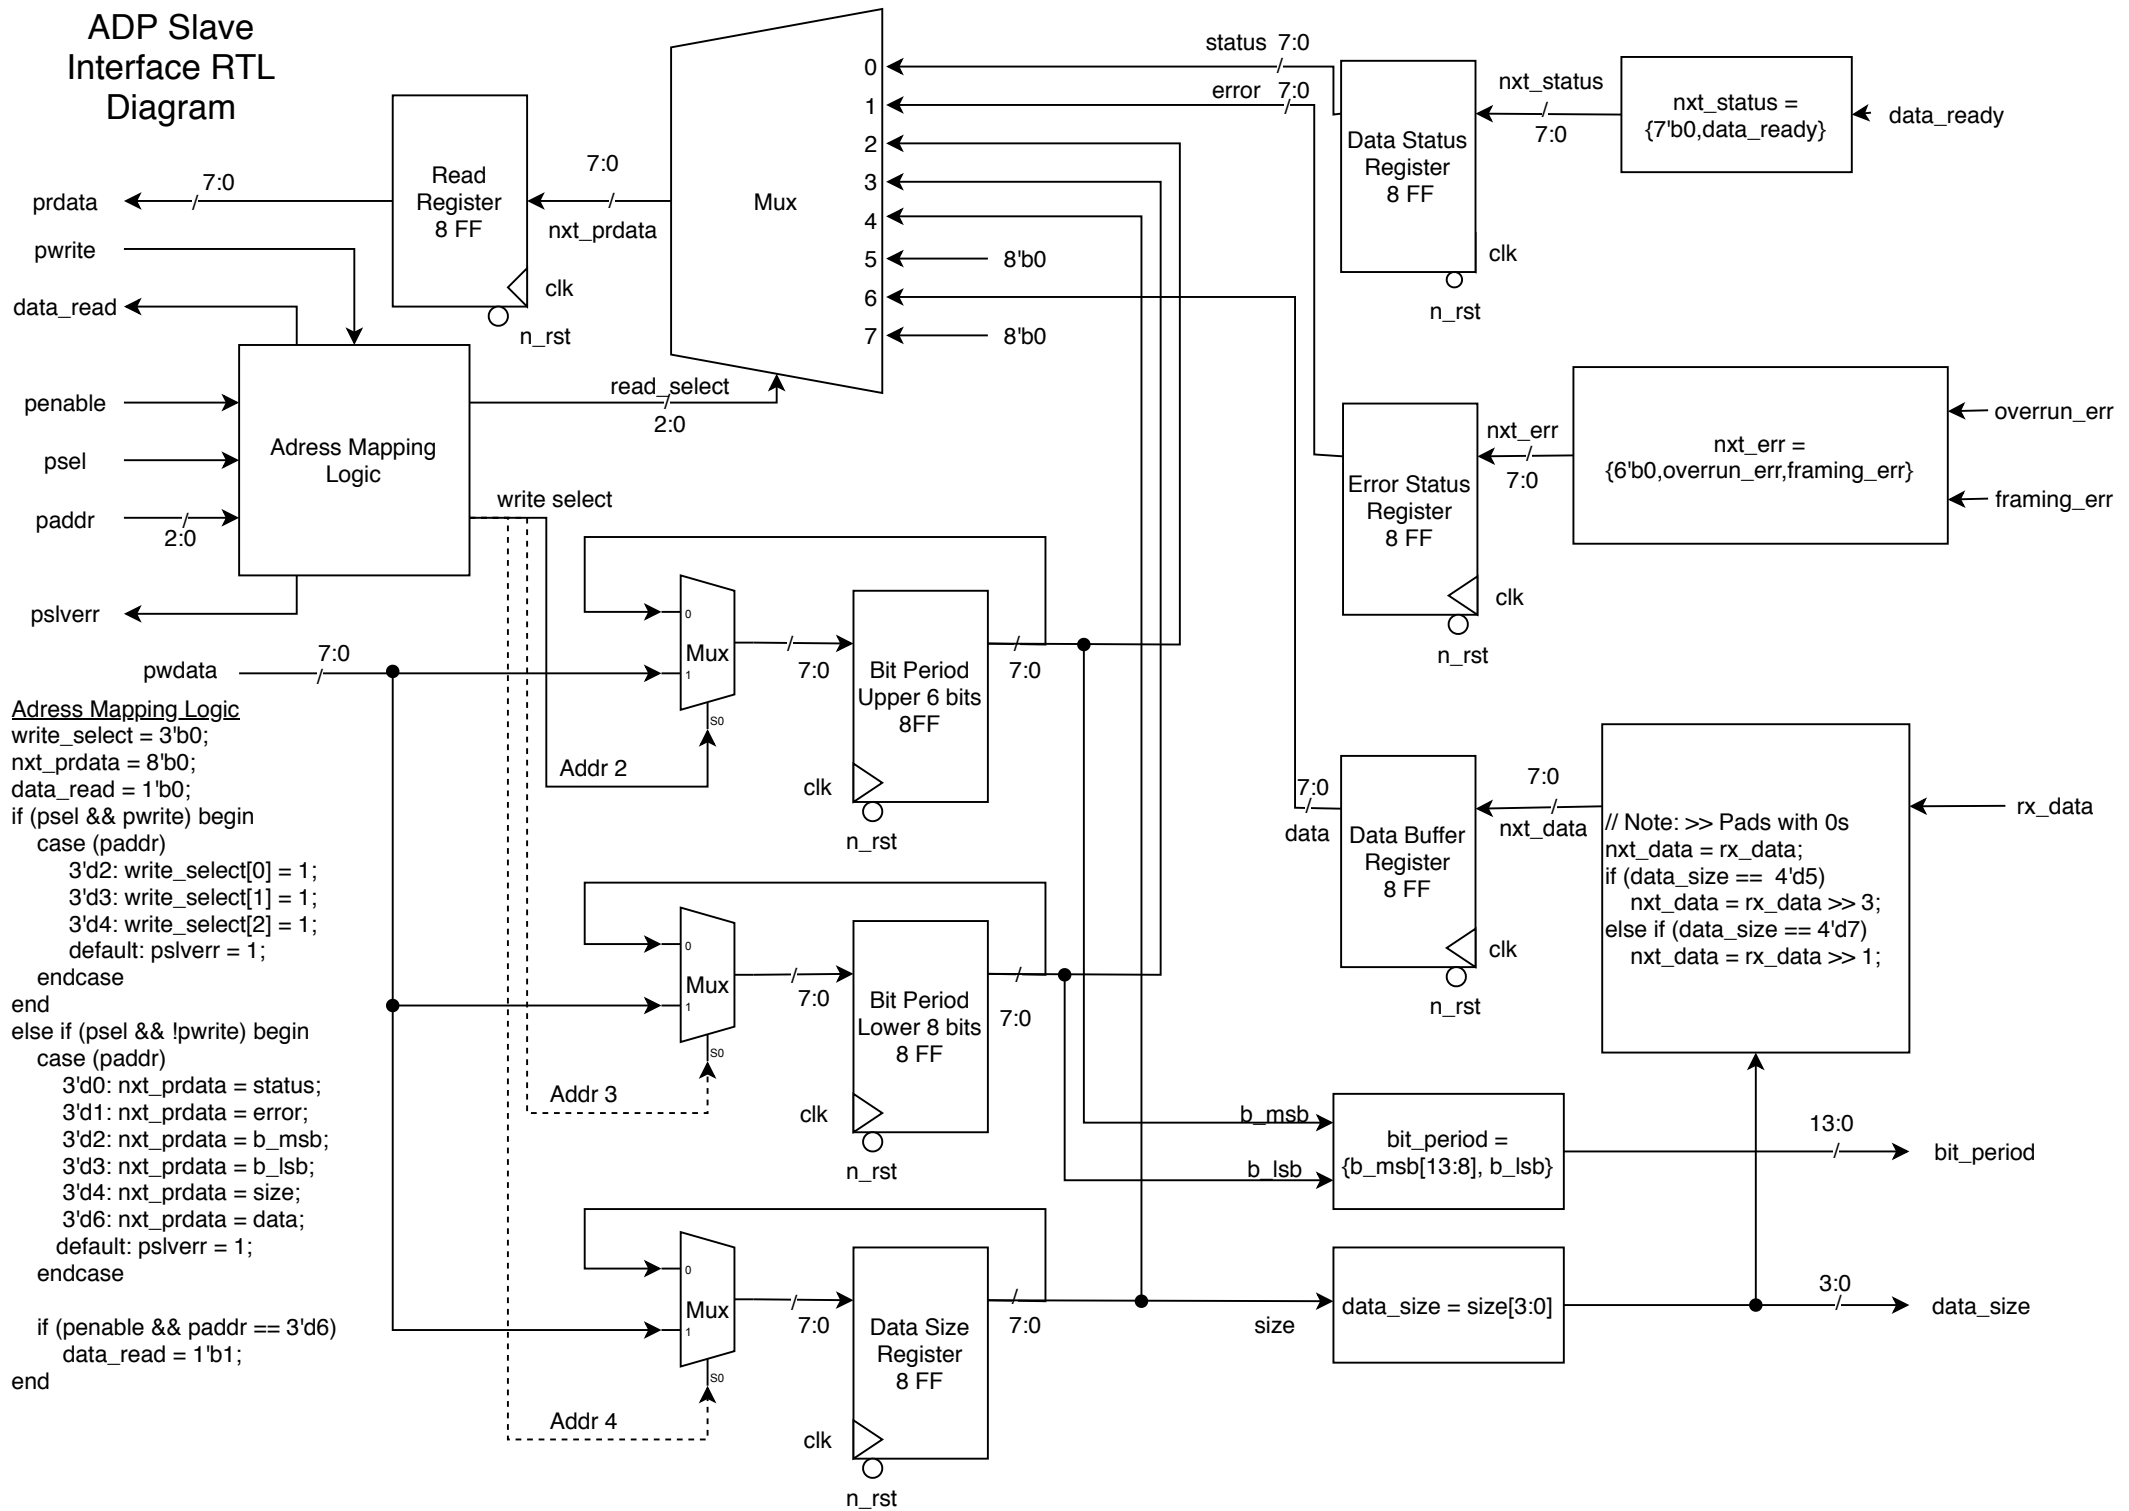 ADP Slave
Interface RTL
Diagram
prdata
7:0
pwrite
data_read
penable
psel
paddr
2:0
pslverr
Read
Register
8 FF
clk
n_rst
7:0
nxt_prdata
Mux
0
1
2
3
4
5
6
7
8'b0
8'b0
status 7:0
error 7:0
Data Status
Register
8 FF
clk
n_rst
nxt_status
7:0
nxt_status =
{7'b0,data_ready}
data_ready
Adress Mapping
Logic
read_select
2:0
write select
Error Status
Register
8 FF
clk
n_rst
nxt_err
7:0
nxt_err =
{6'b0,overrun_err,framing_err}
overrun_err
framing_err
pwdata
7:0
0
Mux
1
S0
7:0
Addr 2
Bit Period
Upper 6 bits
8FF
clk
n_rst
7:0
Adress Mapping Logic
write_select = 3'b0;
nxt_prdata = 8'b0;
data_read = 1'b0;
if (psel && pwrite) begin
case (paddr)
3'd2: write_select[0] = 1;
3'd3: write_select[1] = 1;
3'd4: write_select[2] = 1;
default: pslverr = 1;
endcase
end
else if (psel && !pwrite) begin
case (paddr)
3'd0: nxt_prdata = status;
3'd1: nxt_prdata = error;
3'd2: nxt_prdata = b_msb;
3'd3: nxt_prdata = b_lsb;
3'd4: nxt_prdata = size;
3'd6: nxt_prdata = data;
default: pslverr = 1;
endcase
if (penable && paddr == 3'd6)
data_read = 1'b1;
end
0
Mux
1
S0
7:0
Addr 3
Bit Period
Lower 8 bits
8 FF
clk
n_rst
7:0
7:0
data
Data Buffer
Register
8 FF
clk
n_rst
7:0
nxt_data
// Note: >> Pads with 0s
nxt_data = rx_data;
if (data_size == 4'd5)
nxt_data = rx_data >> 3;
else if (data_size == 4'd7)
nxt_data = rx_data >> 1;
rx_data
b_msb
b_lsb
bit_period =
{b_msb[13:8], b_lsb}
13:0
bit_period
0
Mux
1
S0
7:0
Addr 4
Data Size
Register
8 FF
clk
n_rst
7:0
size
data_size = size[3:0]
3:0
data_size